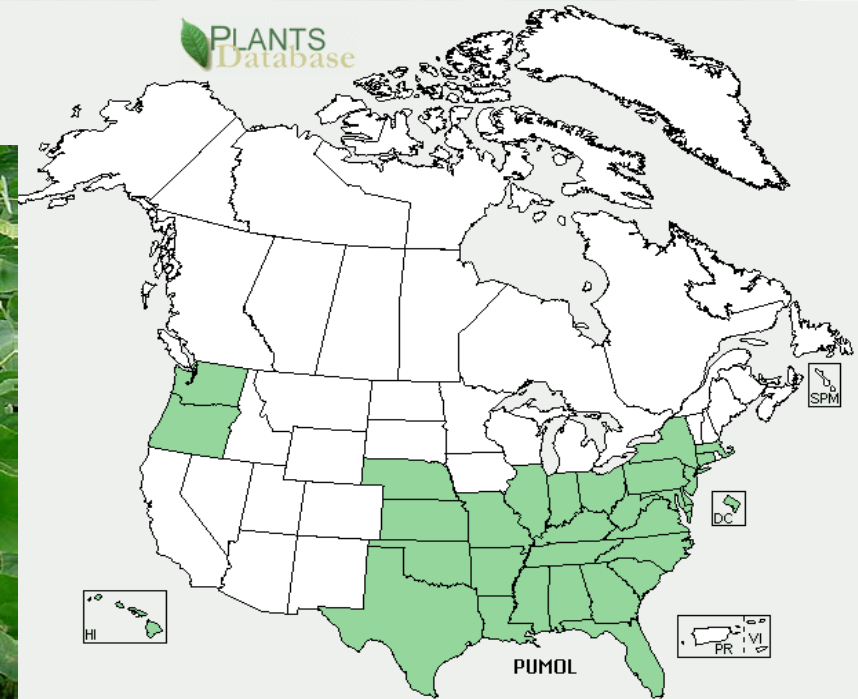 PLANTS
Database
SPM
DC
HI
PR
VI
PUMOL